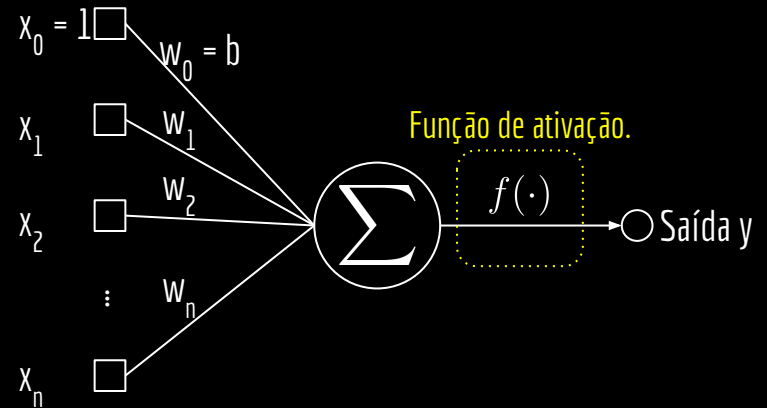 x₀ = 1
w₀ = b
x₁
w₁
Função de ativação.
x₂
w₂
∑
f(·)
Saída y
⋮
wₙ
xₙ